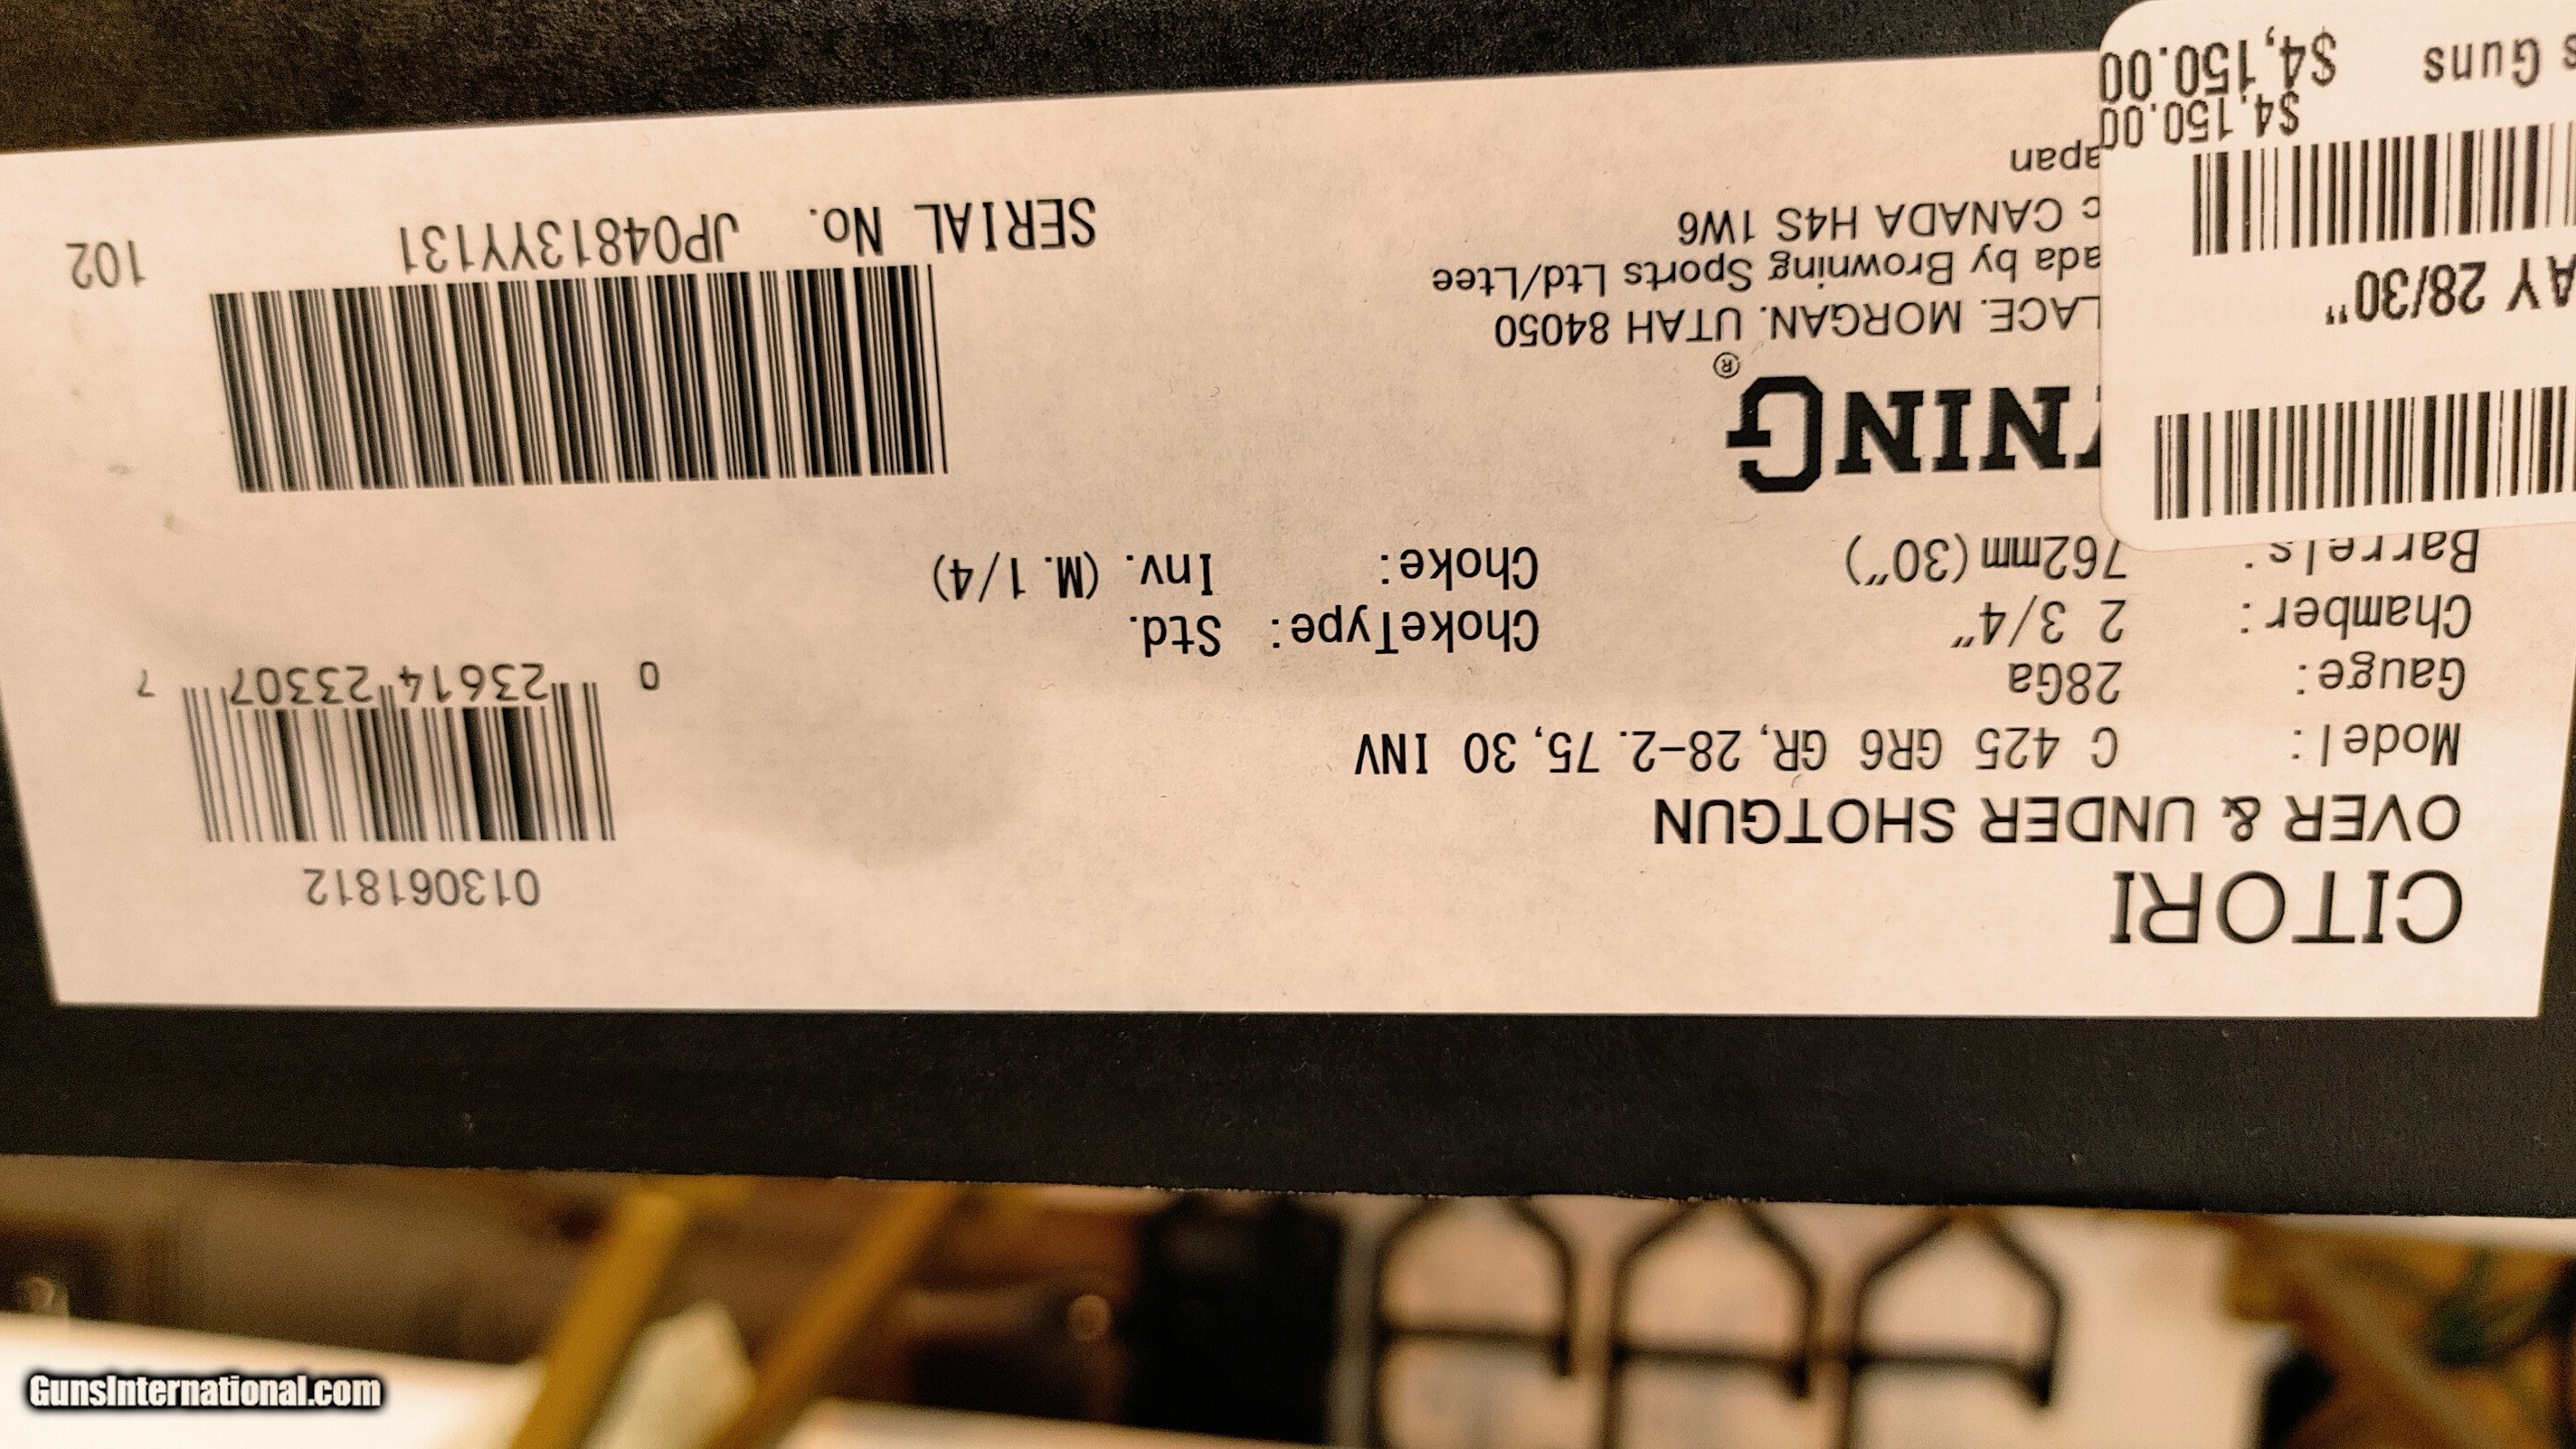 CITORI
OVER & UNDER SHOTGUN
Model: C 425 GR6 GR, 28-2.75, 30 INV
Gauge: 28Ga
Chamber: 2 3/4"
Barrels: 762mm(30")
ChokeType: Std.
Choke: Inv. (M. 1/4)
013061812
0 23614 23307 7
NING®
LACE. MORGAN. UTAH 84050
ada by Browning Sports Ltd/Ltee
c CANADA H4S 1W6
apan
SERIAL No. JP04813YY131
102
AY 28/30"
$4,150.00
s Guns $4,150.00
GunsInternational.com